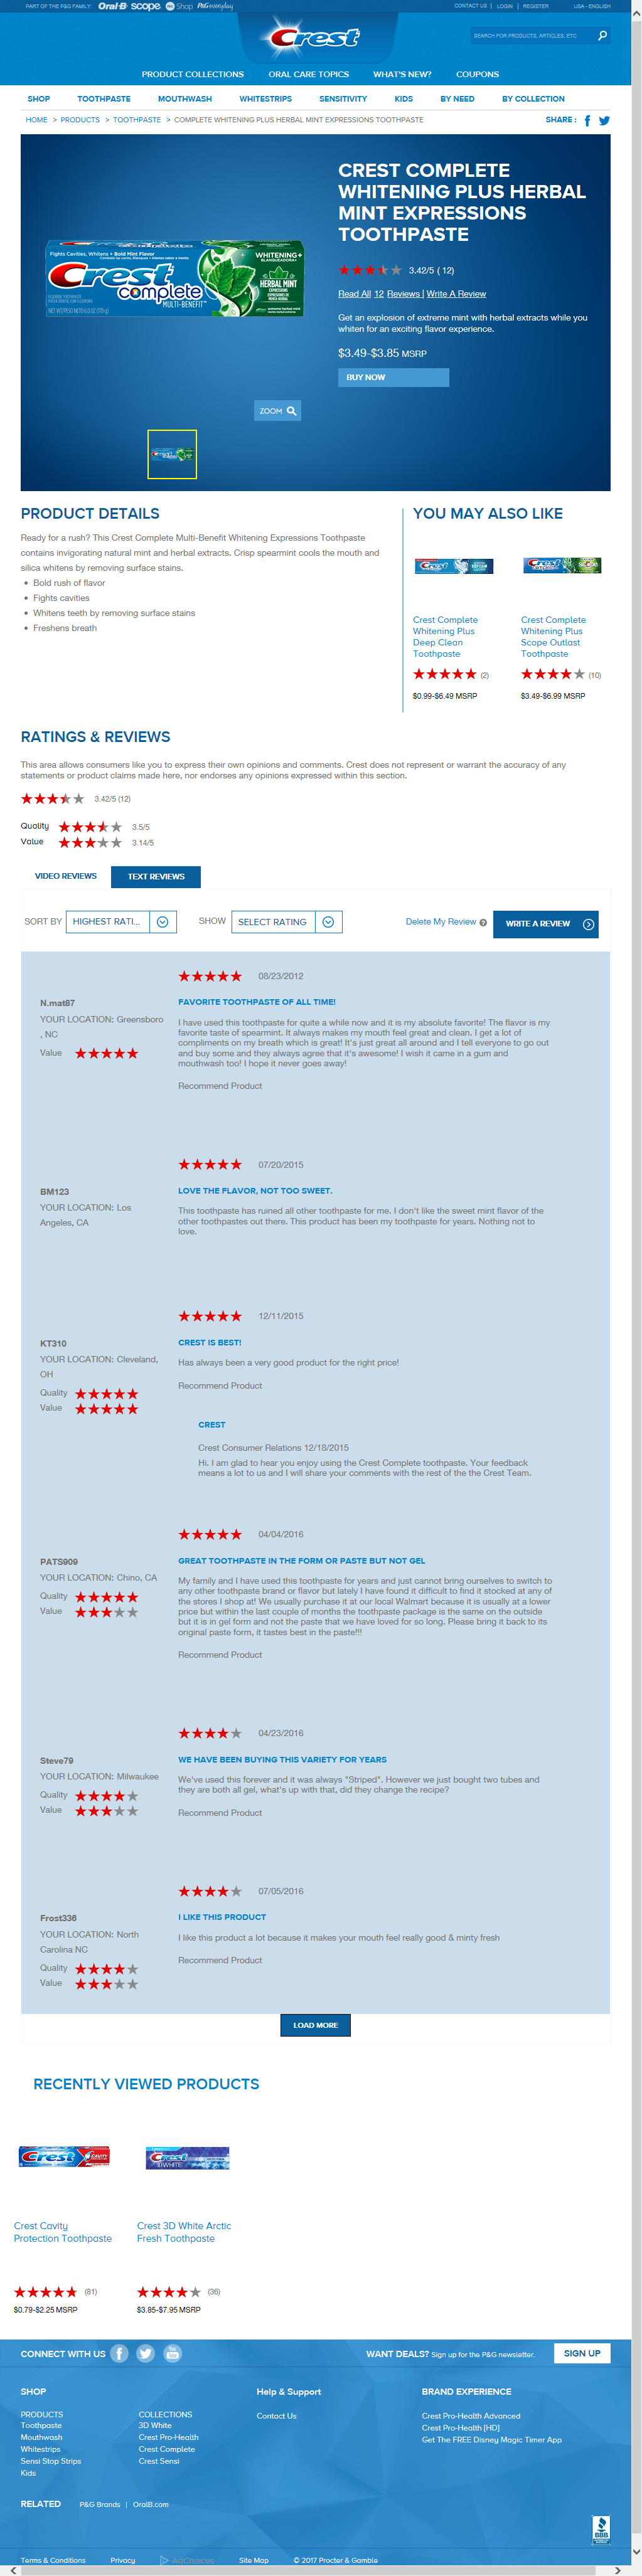 PART OF THE P&G FAMILY: Oral-B scope Shop P&G everyday
CONTACT US | LOGIN | REGISTER USA - ENGLISH
Crest
SEARCH FOR PRODUCTS, ARTICLES, ETC
PRODUCT COLLECTIONS ORAL CARE TOPICS WHAT'S NEW? COUPONS
SHOP TOOTHPASTE MOUTHWASH WHITESTRIPS SENSITIVITY KIDS BY NEED BY COLLECTION
HOME > PRODUCTS > TOOTHPASTE > COMPLETE WHITENING PLUS HERBAL MINT EXPRESSIONS TOOTHPASTE
SHARE :
CREST COMPLETE
WHITENING PLUS HERBAL
MINT EXPRESSIONS
TOOTHPASTE
Fights Cavities, Whitens + Bold Mint Flavor
Crest
complete
MULTI-BENEFIT
WHITENING+
HERBAL MINT
EXPRESSIONS
3.42/5 ( 12)
Read All 12 Reviews | Write A Review
Get an explosion of extreme mint with herbal extracts while you
whiten for an exciting flavor experience.
$3.49-$3.85 MSRP
BUY NOW
ZOOM
PRODUCT DETAILS
Ready for a rush? This Crest Complete Multi-Benefit Whitening Expressions Toothpaste
contains invigorating natural mint and herbal extracts. Crisp spearmint cools the mouth and
silica whitens by removing surface stains.
• Bold rush of flavor
• Fights cavities
• Whitens teeth by removing surface stains
• Freshens breath
YOU MAY ALSO LIKE
Crest Complete
Whitening Plus
Deep Clean
Toothpaste
(2)
$0.99-$6.49 MSRP
Crest Complete
Whitening Plus
Scope Outlast
Toothpaste
(10)
$3.49-$6.99 MSRP
RATINGS & REVIEWS
This area allows consumers like you to express their own opinions and comments. Crest does not represent or warrant the accuracy of any
statements or product claims made here, nor endorses any opinions expressed within this section.
3.42/5 (12)
Quality 3.5/5
Value 3.14/5
VIDEO REVIEWS TEXT REVIEWS
SORT BY HIGHEST RATI... SHOW SELECT RATING Delete My Review ? WRITE A REVIEW
08/23/2012
N.mat87
YOUR LOCATION: Greensboro
, NC
Value
FAVORITE TOOTHPASTE OF ALL TIME!
I have used this toothpaste for quite a while now and it is my absolute favorite! The flavor is my
favorite taste of spearmint. It always makes my mouth feel great and clean. I get a lot of
compliments on my breath which is great! It's just great all around and I tell everyone to go out
and buy some and they always agree that it's awesome! I wish it came in a gum and
mouthwash too! I hope it never goes away!
Recommend Product
07/20/2015
BM123
YOUR LOCATION: Los
Angeles, CA
LOVE THE FLAVOR, NOT TOO SWEET.
This toothpaste has ruined all other toothpaste for me. I don't like the sweet mint flavor of the
other toothpastes out there. This product has been my toothpaste for years. Nothing not to
love.
12/11/2015
KT310
YOUR LOCATION: Cleveland,
OH
Quality
Value
CREST IS BEST!
Has always been a very good product for the right price!
Recommend Product
CREST
Crest Consumer Relations 12/18/2015
Hi. I am glad to hear you enjoy using the Crest Complete toothpaste. Your feedback
means a lot to us and I will share your comments with the rest of the the Crest Team.
04/04/2016
PATS909
YOUR LOCATION: Chino, CA
Quality
Value
GREAT TOOTHPASTE IN THE FORM OR PASTE BUT NOT GEL
My family and I have used this toothpaste for years and just cannot bring ourselves to switch to
any other toothpaste brand or flavor but lately I have found it difficult to find it stocked at any of
the stores I shop at! We usually purchase it at our local Walmart because it is usually at a lower
price but within the last couple of months the toothpaste package is the same on the outside
but it is in gel form and not the paste that we have loved for so long. Please bring it back to its
original paste form, it tastes best in the paste!!!
Recommend Product
04/23/2016
Steve79
YOUR LOCATION: Milwaukee
Quality
Value
WE HAVE BEEN BUYING THIS VARIETY FOR YEARS
We've used this forever and it was always "Striped". However we just bought two tubes and
they are both all gel, what's up with that, did they change the recipe?
Recommend Product
07/05/2016
Frost336
YOUR LOCATION: North
Carolina NC
Quality
Value
I LIKE THIS PRODUCT
I like this product a lot because it makes your mouth feel really good & minty fresh
Recommend Product
LOAD MORE
RECENTLY VIEWED PRODUCTS
Crest Cavity
Protection Toothpaste
(81)
$0.79-$2.25 MSRP
Crest 3D White Arctic
Fresh Toothpaste
(36)
$3.85-$7.95 MSRP
CONNECT WITH US
WANT DEALS? Sign up for the P&G newsletter. SIGN UP
SHOP
PRODUCTS
Toothpaste
Mouthwash
Whitestrips
Sensi Stop Strips
Kids
COLLECTIONS
3D White
Crest Pro-Health
Crest Complete
Crest Sensi
Help & Support
Contact Us
BRAND EXPERIENCE
Crest Pro-Health Advanced
Crest Pro-Health [HD]
Get The FREE Disney Magic Timer App
RELATED P&G Brands | OralB.com
BBB
Terms & Conditions Privacy AdChoices Site Map © 2017 Procter & Gamble